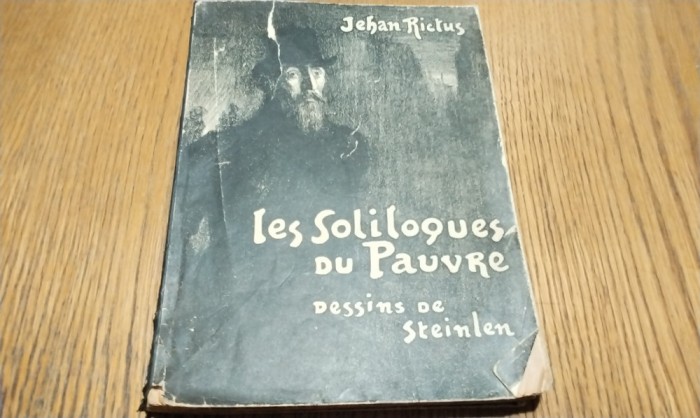 Jehan Rictus
les Soliloques
DU PAUVRE
DESSINS DE
Steinlen